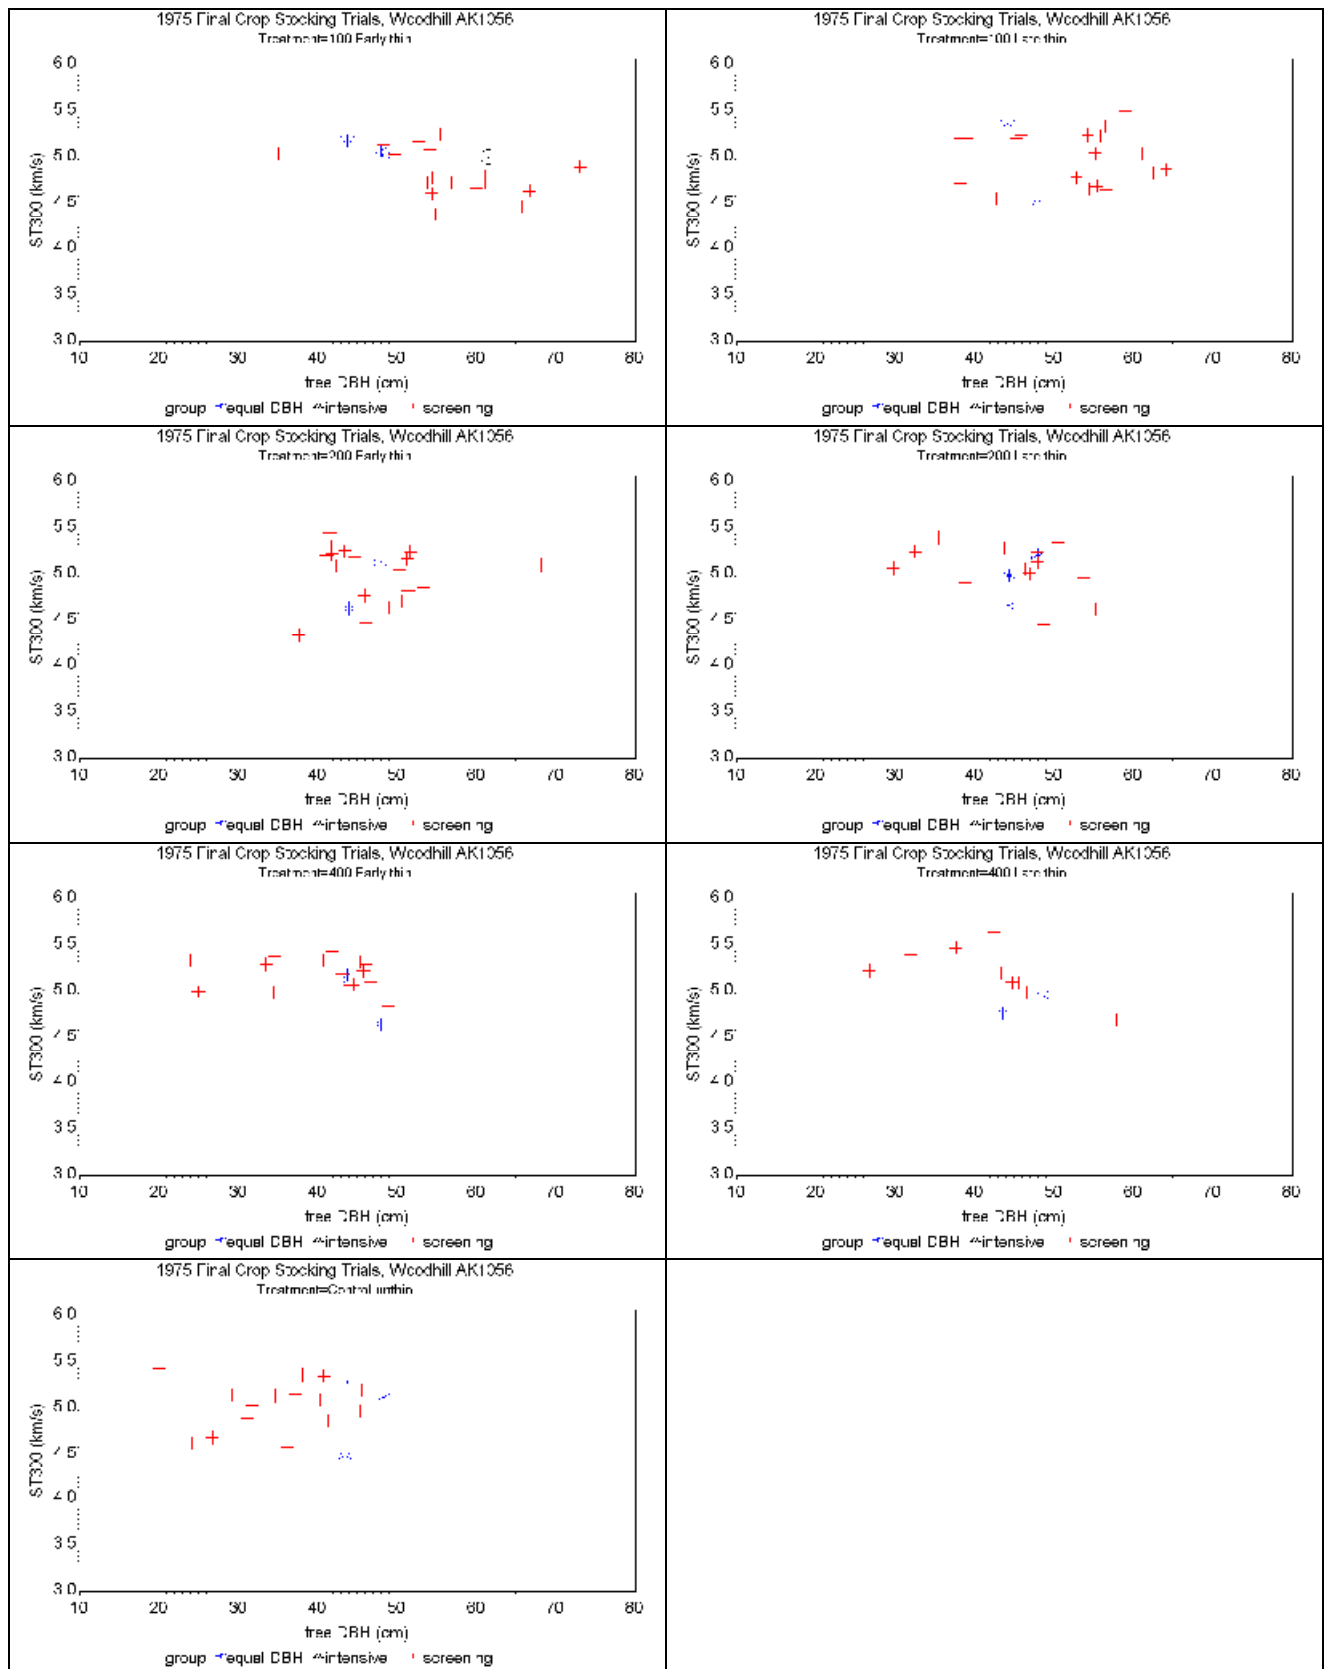 1975 Final Crop Stocking Trials, Woodhill AK1056
Treatment=100 Early thin
ST300 (km/s)
6.0
5.5
5.0
4.5
4.0
3.5
3.0
10 20 30 40 50 60 70 80
tree DBH (cm)
group equal DBH intensive screening
1975 Final Crop Stocking Trials, Woodhill AK1056
Treatment=100 Late thin
ST300 (km/s)
6.0
5.5
5.0
4.5
4.0
3.5
3.0
10 20 30 40 50 60 70 80
tree DBH (cm)
group equal DBH intensive screening
1975 Final Crop Stocking Trials, Woodhill AK1056
Treatment=200 Early thin
ST300 (km/s)
6.0
5.5
5.0
4.5
4.0
3.5
3.0
10 20 30 40 50 60 70 80
tree DBH (cm)
group equal DBH intensive screening
1975 Final Crop Stocking Trials, Woodhill AK1056
Treatment=200 Late thin
ST300 (km/s)
6.0
5.5
5.0
4.5
4.0
3.5
3.0
10 20 30 40 50 60 70 80
tree DBH (cm)
group equal DBH intensive screening
1975 Final Crop Stocking Trials, Woodhill AK1056
Treatment=400 Early thin
ST300 (km/s)
6.0
5.5
5.0
4.5
4.0
3.5
3.0
10 20 30 40 50 60 70 80
tree DBH (cm)
group equal DBH intensive screening
1975 Final Crop Stocking Trials, Woodhill AK1056
Treatment=400 Late thin
ST300 (km/s)
6.0
5.5
5.0
4.5
4.0
3.5
3.0
10 20 30 40 50 60 70 80
tree DBH (cm)
group equal DBH intensive screening
1975 Final Crop Stocking Trials, Woodhill AK1056
Treatment=Control unthin
ST300 (km/s)
6.0
5.5
5.0
4.5
4.0
3.5
3.0
10 20 30 40 50 60 70 80
tree DBH (cm)
group equal DBH intensive screening